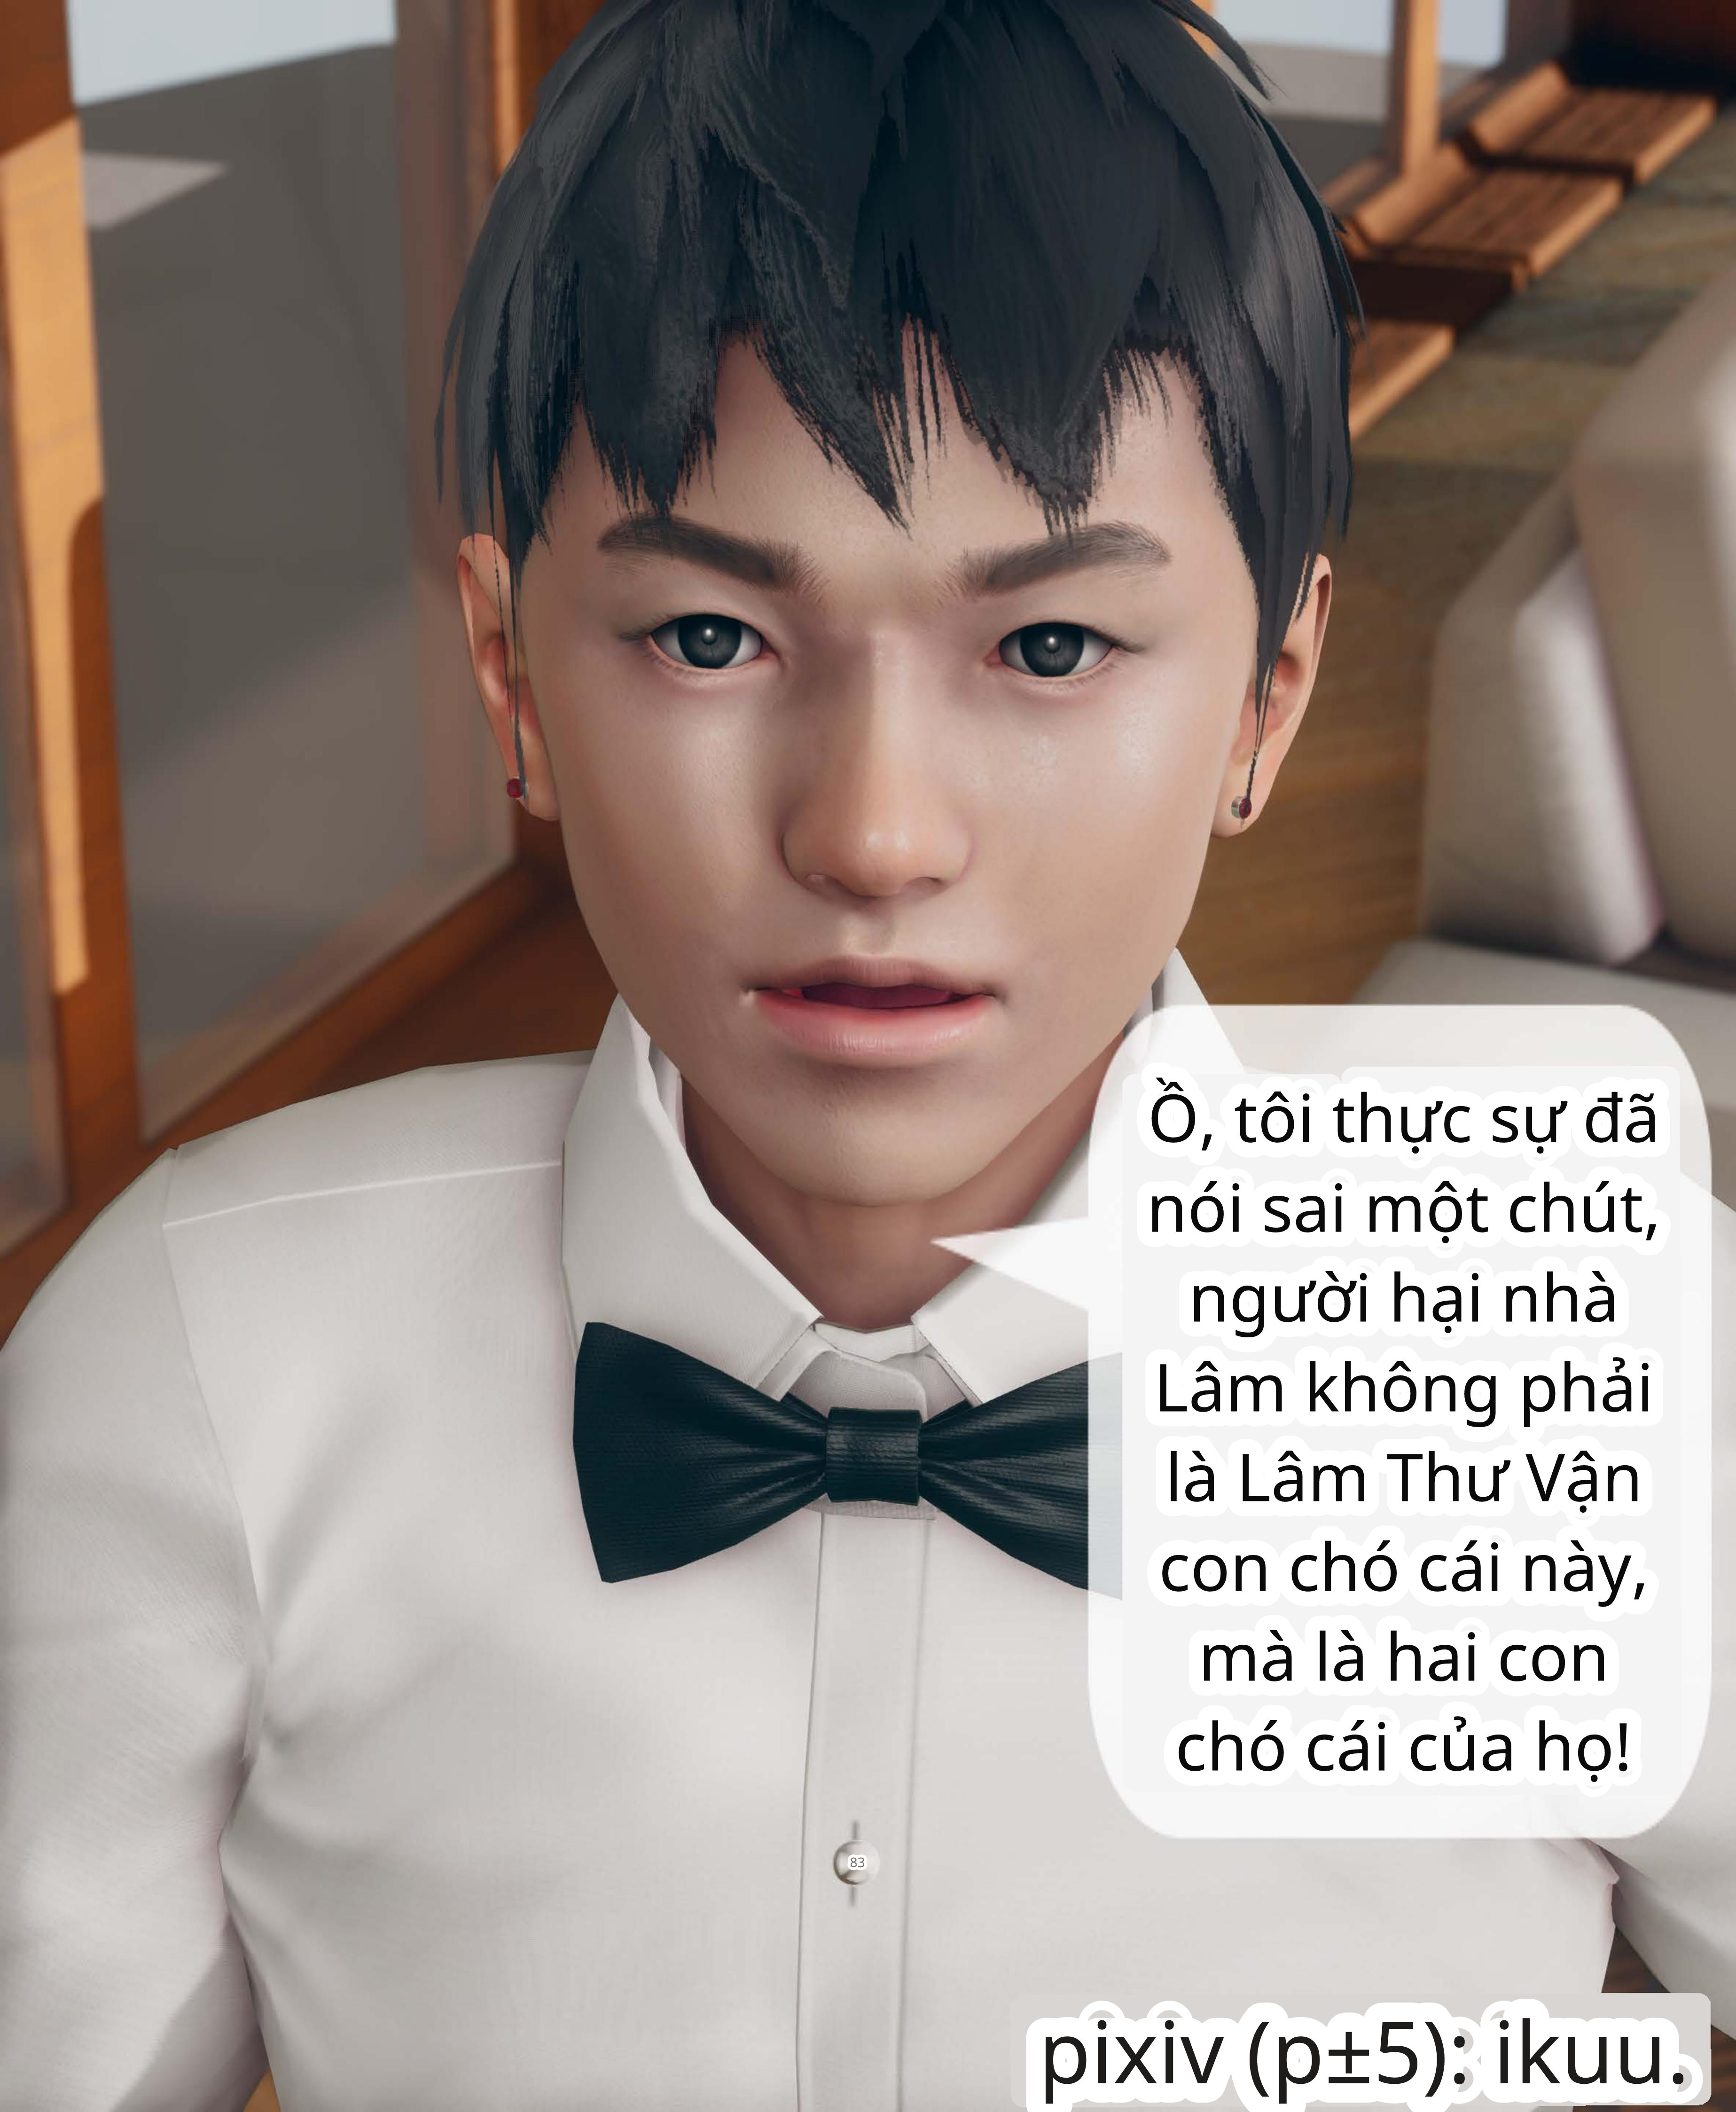 Ồ, tôi thực sự đã
nói sai một chút,
người hại nhà
Lâm không phải
là Lâm Thư Vận
con chó cái này,
mà là hai con
chó cái của họ!
83
pixiv (p±5): ikuu.